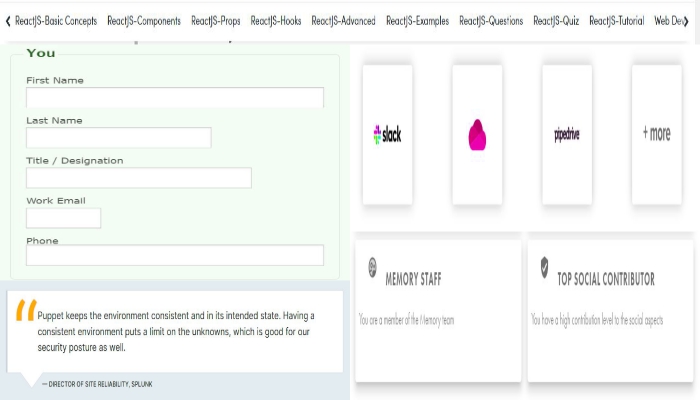 ReactJS-Basic Concepts ReactJS-Components ReactJS-Props ReactJS-Hooks ReactJS-Advanced ReactJS-Examples ReactJS-Questions ReactJS-Quiz ReactJS-Tutorial Web Dev
You
First Name
Last Name
Title / Designation
Work Email
Phone
slack
pipedrive
+ more
MEMORY STAFF
You are a member of the Memory team
TOP SOCIAL CONTRIBUTOR
You have a high contribution level to the social aspects
Puppet keeps the environment consistent and in its intended state. Having a
consistent environment puts a limit on the unknowns, which is good for our
security posture as well.
— DIRECTOR OF SITE RELIABILITY, SPLUNK